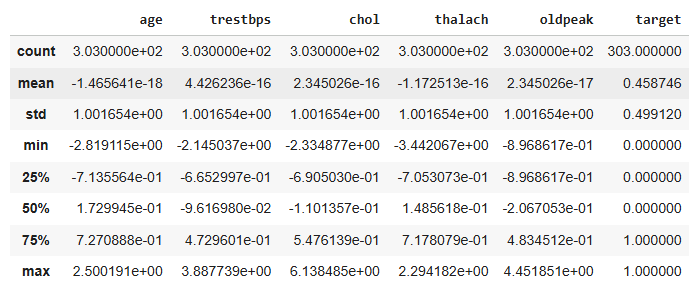 age trestbps chol thalach oldpeak target
count 3.030000e+02 3.030000e+02 3.030000e+02 3.030000e+02 3.030000e+02 303.000000
mean -1.465641e-18 4.426236e-16 2.345026e-16 -1.172513e-16 2.345026e-17 0.458746
std 1.001654e+00 1.001654e+00 1.001654e+00 1.001654e+00 1.001654e+00 0.499120
min -2.819115e+00 -2.145037e+00 -2.334877e+00 -3.442067e+00 -8.968617e-01 0.000000
25% -7.135564e-01 -6.652997e-01 -6.905030e-01 -7.053073e-01 -8.968617e-01 0.000000
50% 1.729945e-01 -9.616980e-02 -1.101357e-01 1.485618e-01 -2.067053e-01 0.000000
75% 7.270888e-01 4.729601e-01 5.476139e-01 7.178079e-01 4.834512e-01 1.000000
max 2.500191e+00 3.887739e+00 6.138485e+00 2.294182e+00 4.451851e+00 1.000000